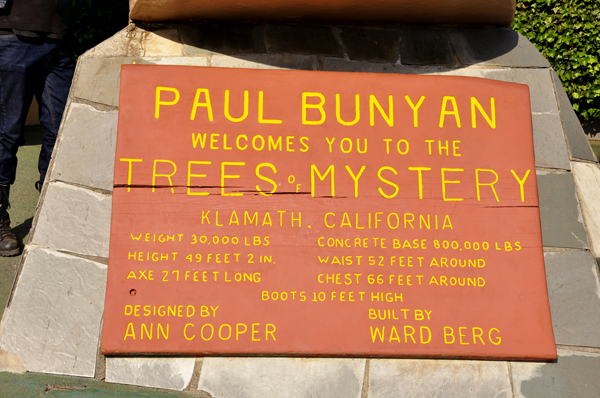 PAUL BUNYAN
WELCOMES YOU TO THE
TREES OF MYSTERY
KLAMATH, CALIFORNIA
WEIGHT 30,000 LBS
HEIGHT 49 FEET 2 IN.
AXE 27 FEET LONG
CONCRETE BASE 800,000 LBS
WAIST 52 FEET AROUND
CHEST 66 FEET AROUND
BOOTS 10 FEET HIGH
DESIGNED BY
ANN COOPER
BUILT BY
WARD BERG